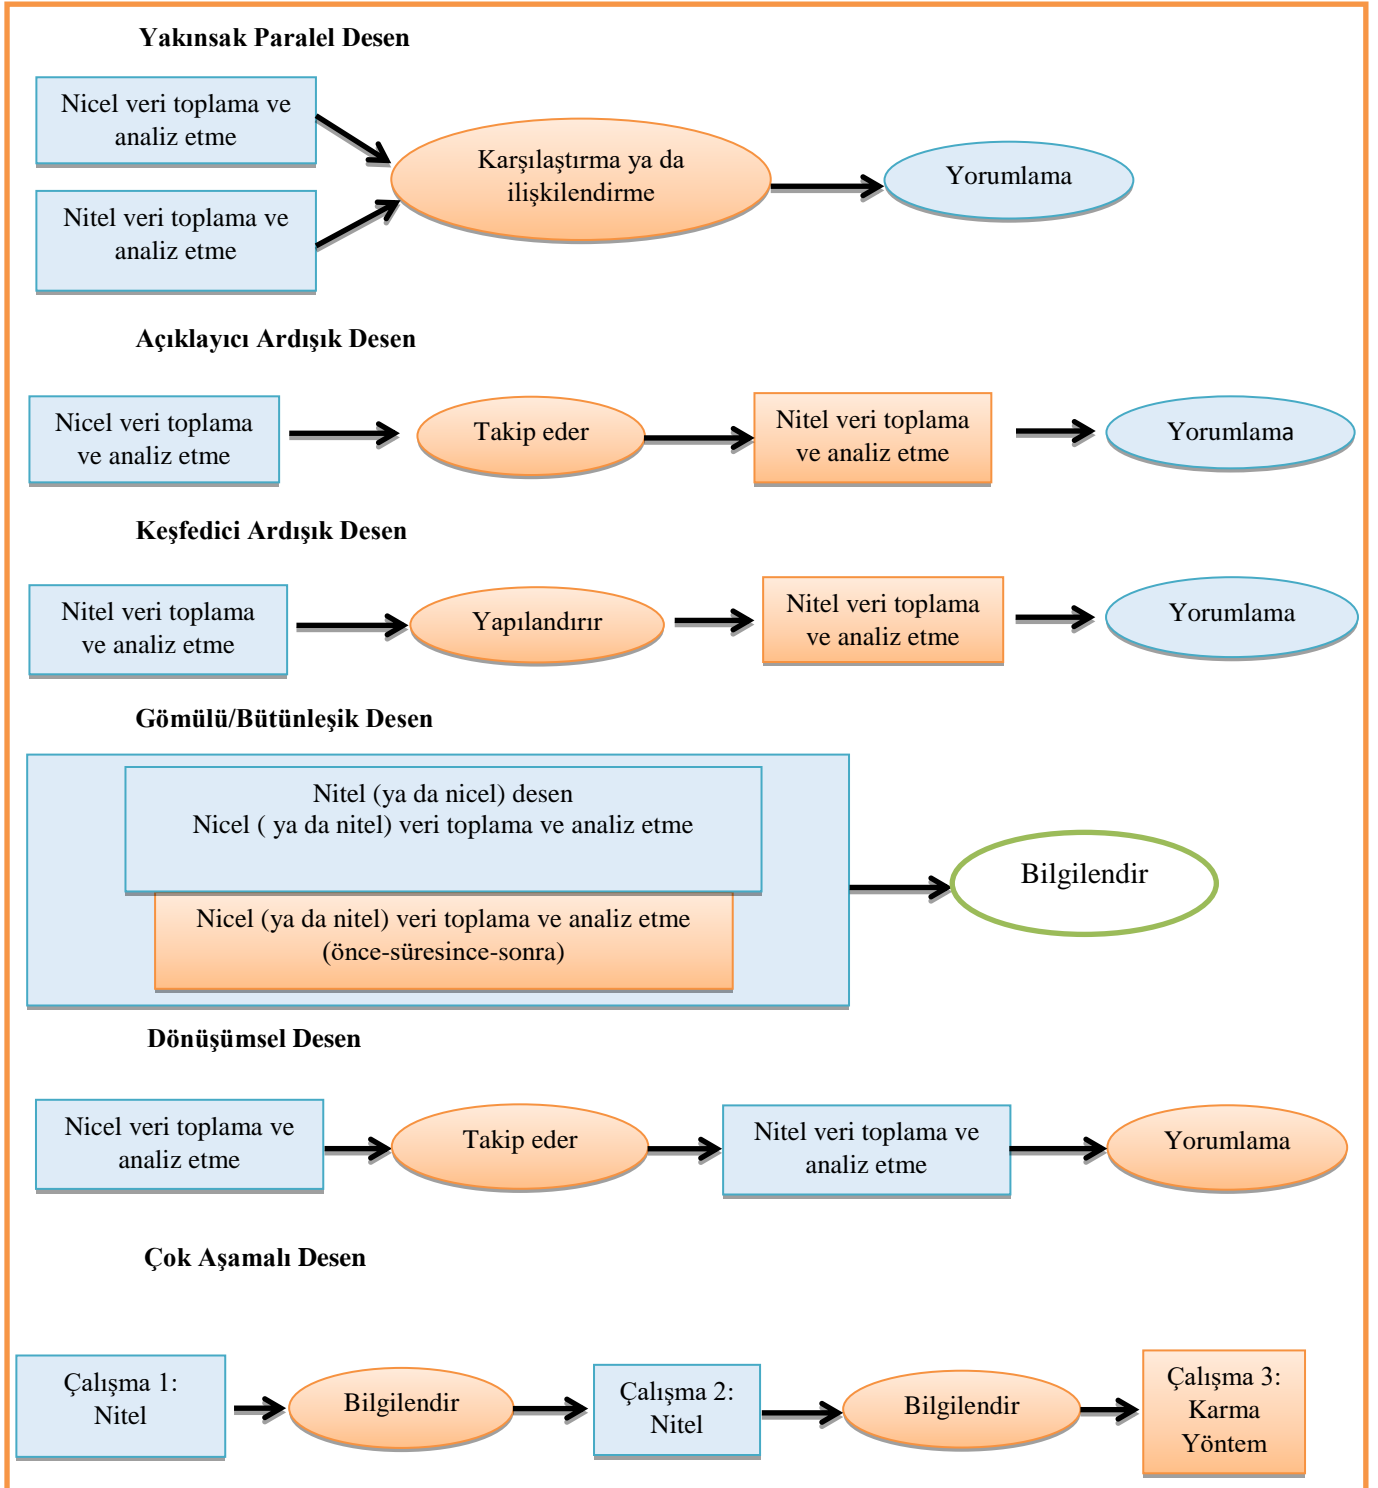 Yakınsak Paralel Desen
Nicel veri toplama ve
analiz etme
Nitel veri toplama ve
analiz etme
Karşılaştırma ya da
ilişkilendirme
Yorumlama
Açıklayıcı Ardışık Desen
Nicel veri toplama
ve analiz etme
Takip eder
Nitel veri toplama
ve analiz etme
Yorumlama
Keşfedici Ardışık Desen
Nitel veri toplama
ve analiz etme
Yapılandırır
Nitel veri toplama
ve analiz etme
Yorumlama
Gömülü/Bütünleşik Desen
Nitel (ya da nicel) desen
Nicel ( ya da nitel) veri toplama ve analiz etme
Nicel (ya da nitel) veri toplama ve analiz etme
(önce-süresince-sonra)
Bilgilendir
Dönüşümsel Desen
Nicel veri toplama ve
analiz etme
Takip eder
Nitel veri toplama ve
analiz etme
Yorumlama
Çok Aşamalı Desen
Çalışma 1:
Nitel
Bilgilendir
Çalışma 2:
Nitel
Bilgilendir
Çalışma 3:
Karma
Yöntem